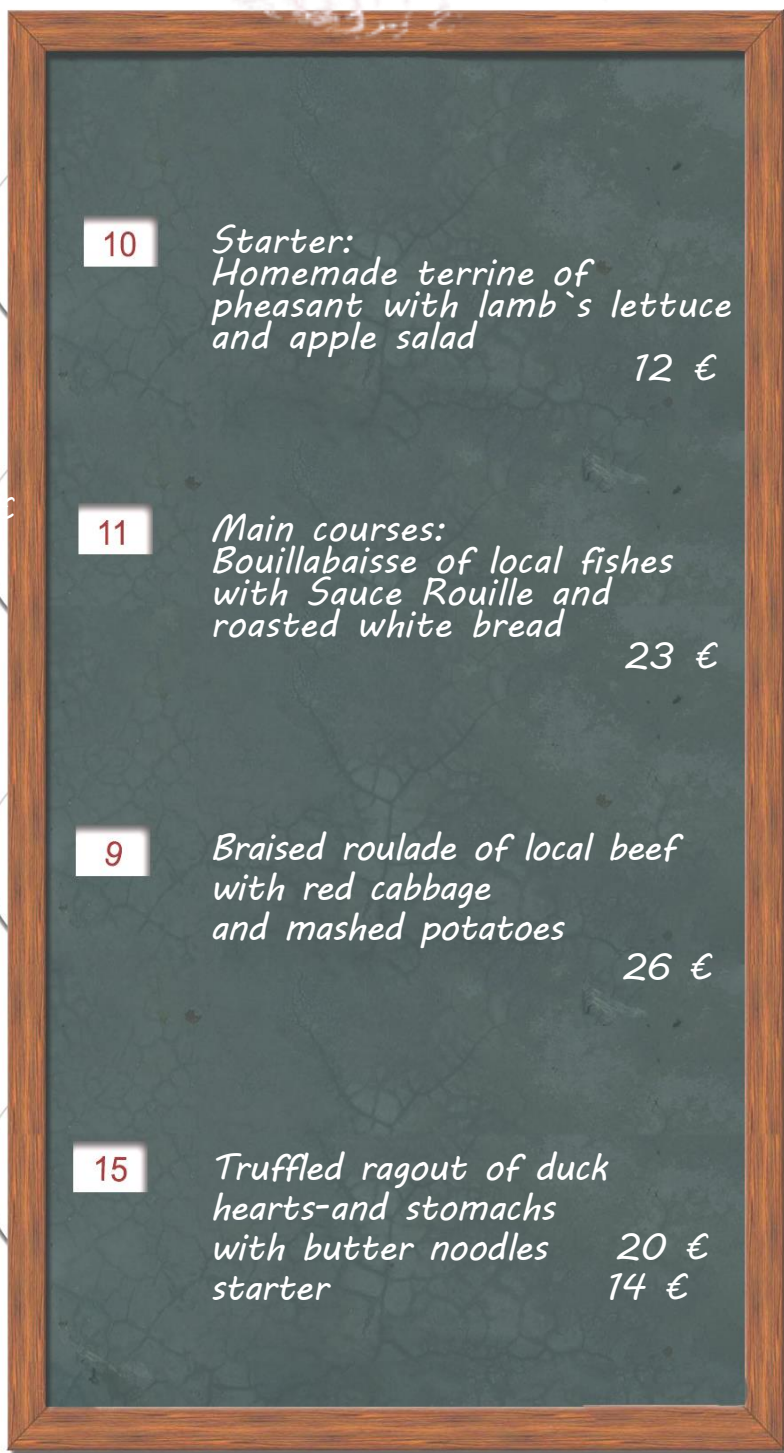 10
Starter:
Homemade terrine of
pheasant with lamb`s lettuce
and apple salad
12 €
11
Main courses:
Bouillabaisse of local fishes
with Sauce Rouille and
roasted white bread
23 €
9
Braised roulade of local beef
with red cabbage
and mashed potatoes
26 €
15
Truffled ragout of duck
hearts-and stomachs
with butter noodles 20 €
starter 14 €